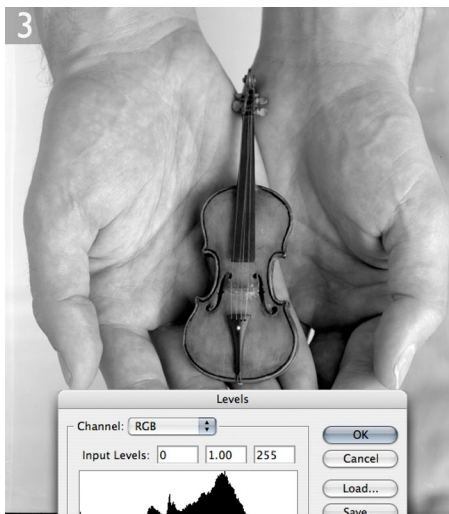 3
Levels
Channel: RGB
OK
Input Levels: 0 1.00 255
Cancel
Load...
Save...